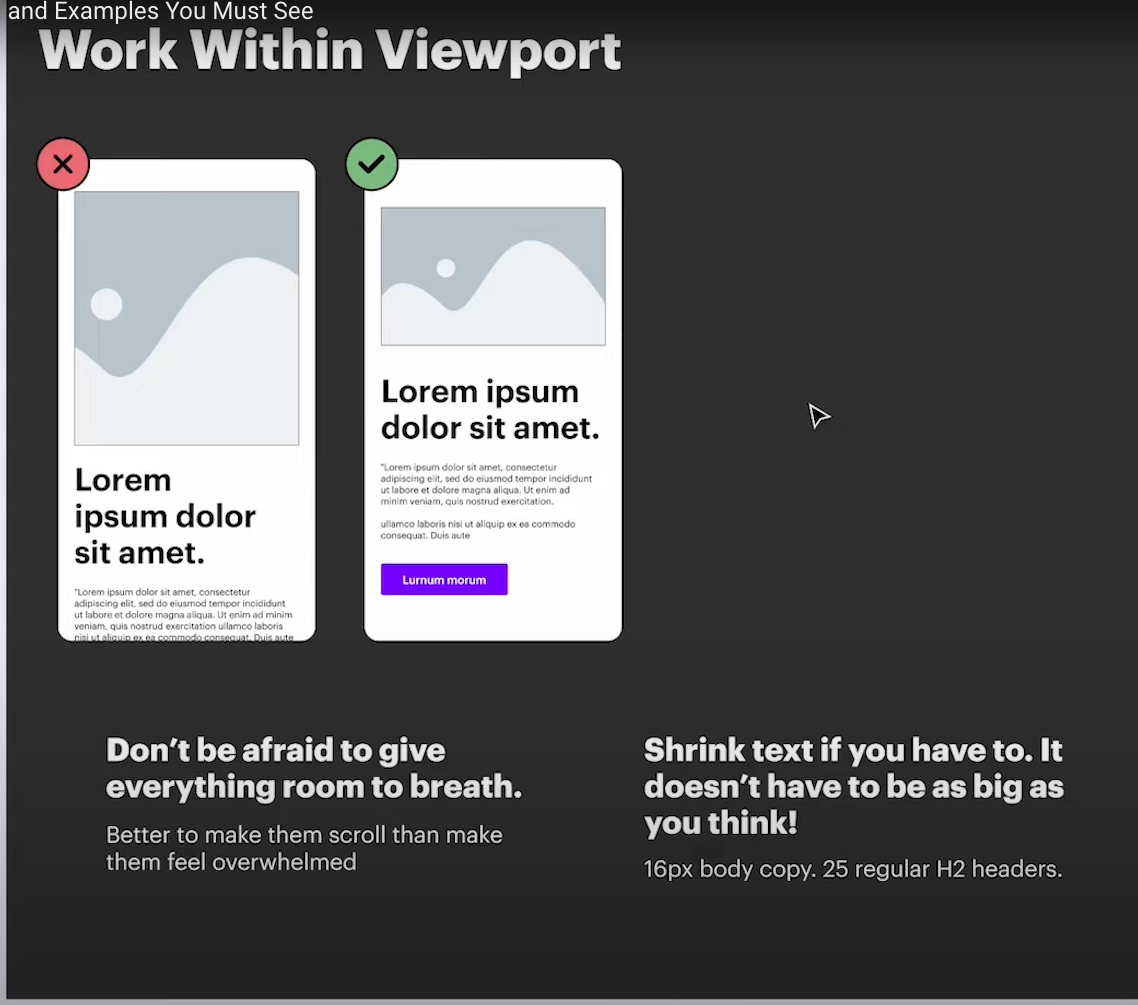 and Examples You Must See
Work Within Viewport
Lorem
ipsum dolor
sit amet.
"Lorem ipsum dolor sit amet, consectetur
adipiscing elit, sed do eiusmod tempor incididunt
ut labore et dolore magna aliqua. Ut enim ad minim
veniam, quis nostrud exercitation ullamco laboris
nisi ut aliquip ex ea commodo consequat. Duis aute
Lorem ipsum
dolor sit amet.
"Lorem ipsum dolor sit amet, consectetur
adipiscing elit, sed do eiusmod tempor incididunt
ut labore et dolore magna aliqua. Ut enim ad
minim veniam, quis nostrud exercitation.
ullamco laboris nisi ut aliquip ex ea commodo
consequat. Duis aute
Lurnum morum
Don't be afraid to give
everything room to breath.
Better to make them scroll than make
them feel overwhelmed
Shrink text if you have to. It
doesn't have to be as big as
you think!
16px body copy. 25 regular H2 headers.